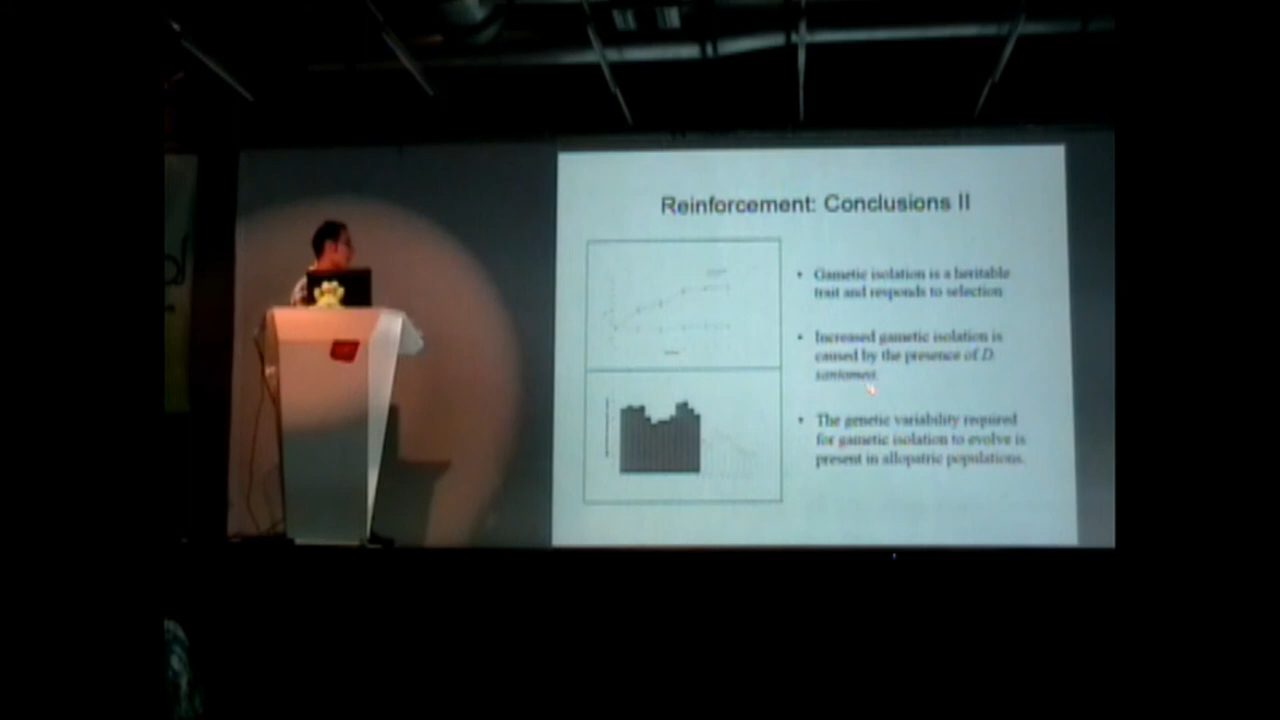 Reinforcement: Conclusions II
• Gametic isolation is a heritable
trait and responds to selection
• Increased gametic isolation is
caused by the presence of D.
santomea.
• The genetic variability required
for gametic isolation to evolve is
present in allopatric populations.